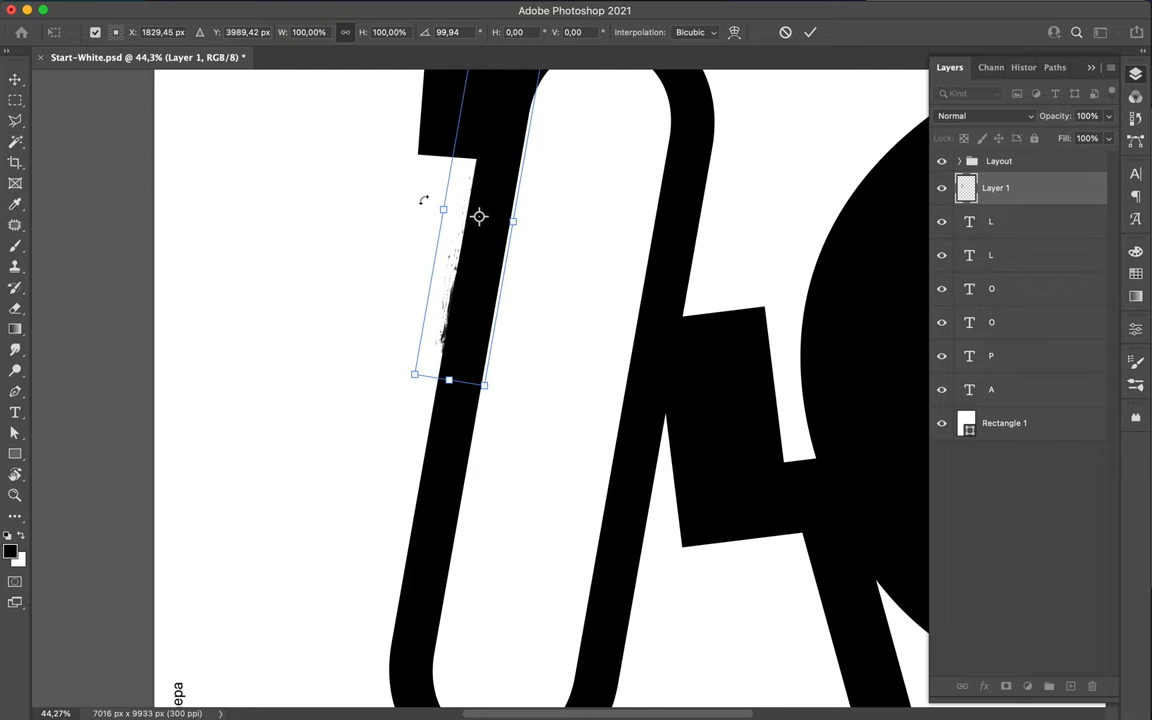 Adobe Photoshop 2021
X: 1829,45 px
Y: 3989,42 px
W: 100,00%
H: 100,00%
99,94
H: 0,00
V: 0,00
Interpolation: Bicubic
Start-White.psd @ 44,3% (Layer 1, RGB/8) *
Layers
Chann
Histor
Paths
Kind
Normal
Opacity: 100%
Lock:
Fill: 100%
Layout
Layer 1
L
L
O
O
P
A
Rectangle 1
epa
44,27%
7016 px x 9933 px (300 ppi)